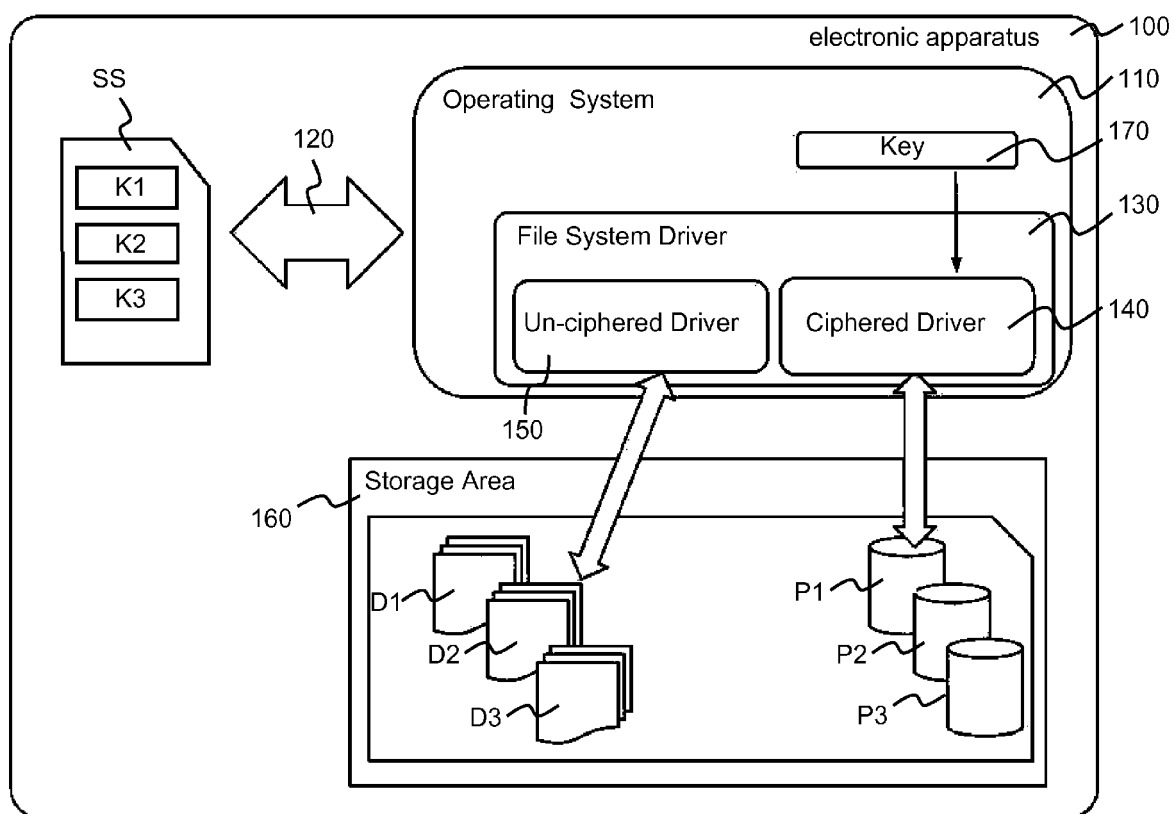 100
electronic apparatus
SS
110
Operating System
120
170
Key
K1
130
File System Driver
K2
K3
Un-ciphered Driver
Ciphered Driver
140
150
Storage Area
160
D1
P1
D2
P2
D3
P3